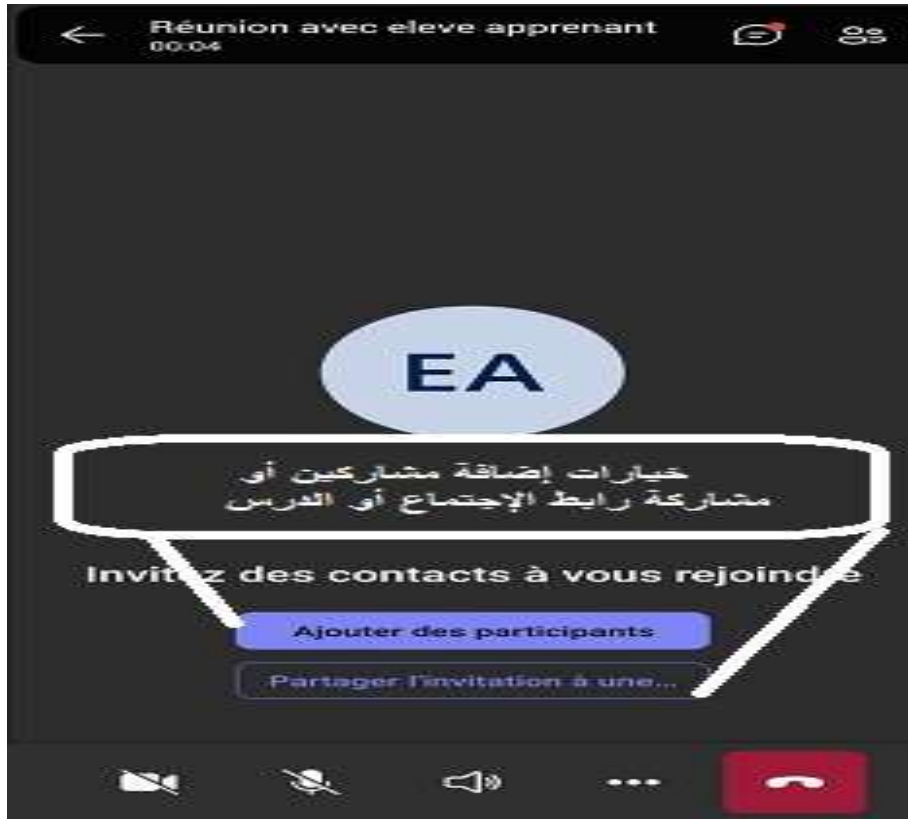 Réunion avec eleve apprenant
00:04
EA
خيارات إضافة مشاركين أو
مشاركة رابط الإجتماع أو الدرس
Invitez des contacts à vous rejoindre
Ajouter des participants
Partager l'invitation à une...